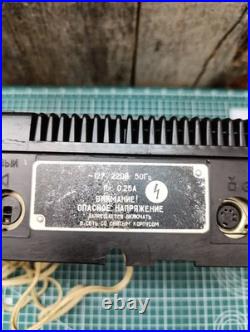 ~127/220В 50Гц
Пр. 0.25А
ВНИМАНИЕ!
ОПАСНОЕ НАПРЯЖЕНИЕ
ЗАПРЕЩАЕТСЯ ВКЛЮЧАТЬ
В СЕТЬ СО СНЯТЫМ КОРПУСОМ